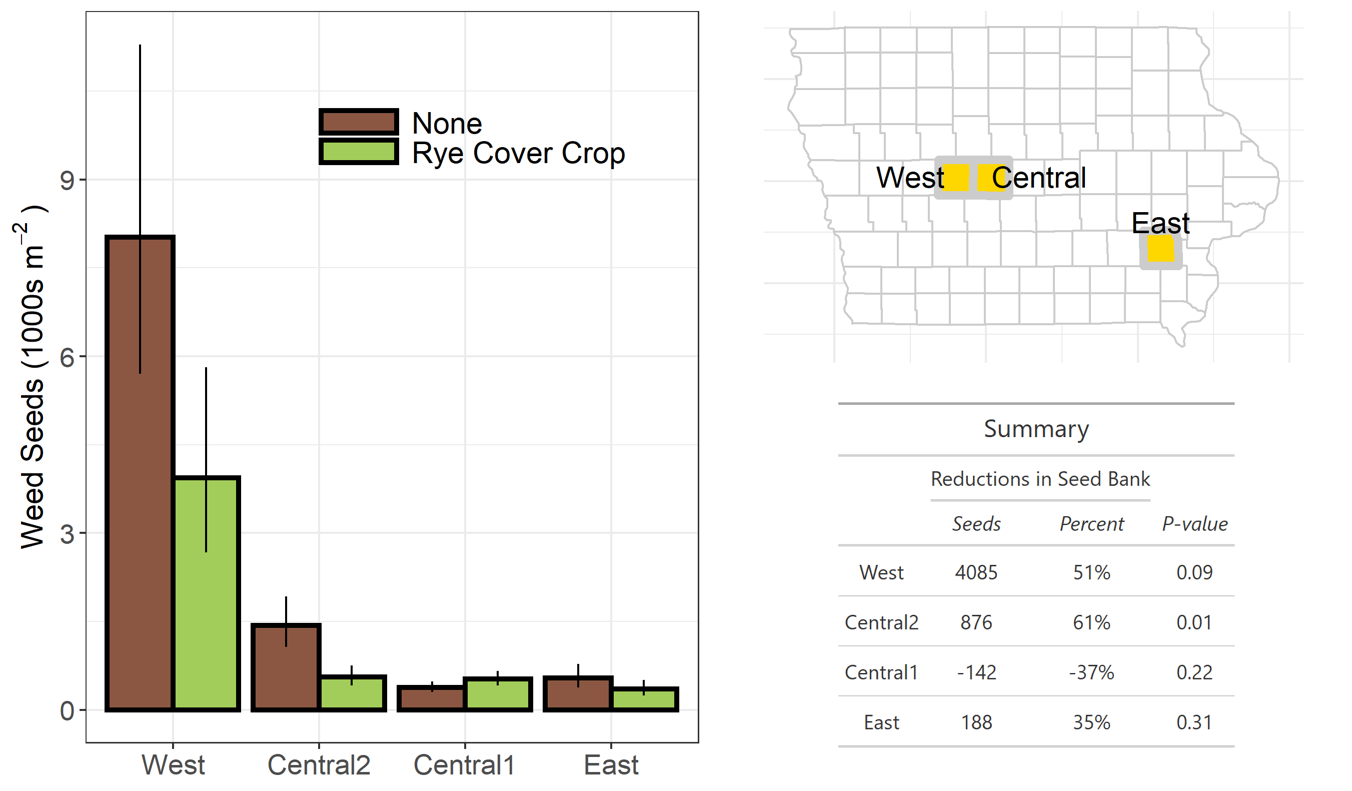 None
Rye Cover Crop
Weed Seeds (1000s m⁻² )
9
6
3
0
West
Central2
Central1
East
West
Central
East
Summary
Reductions in Seed Bank
Seeds Percent P-value
West 4085 51% 0.09
Central2 876 61% 0.01
Central1 -142 -37% 0.22
East 188 35% 0.31